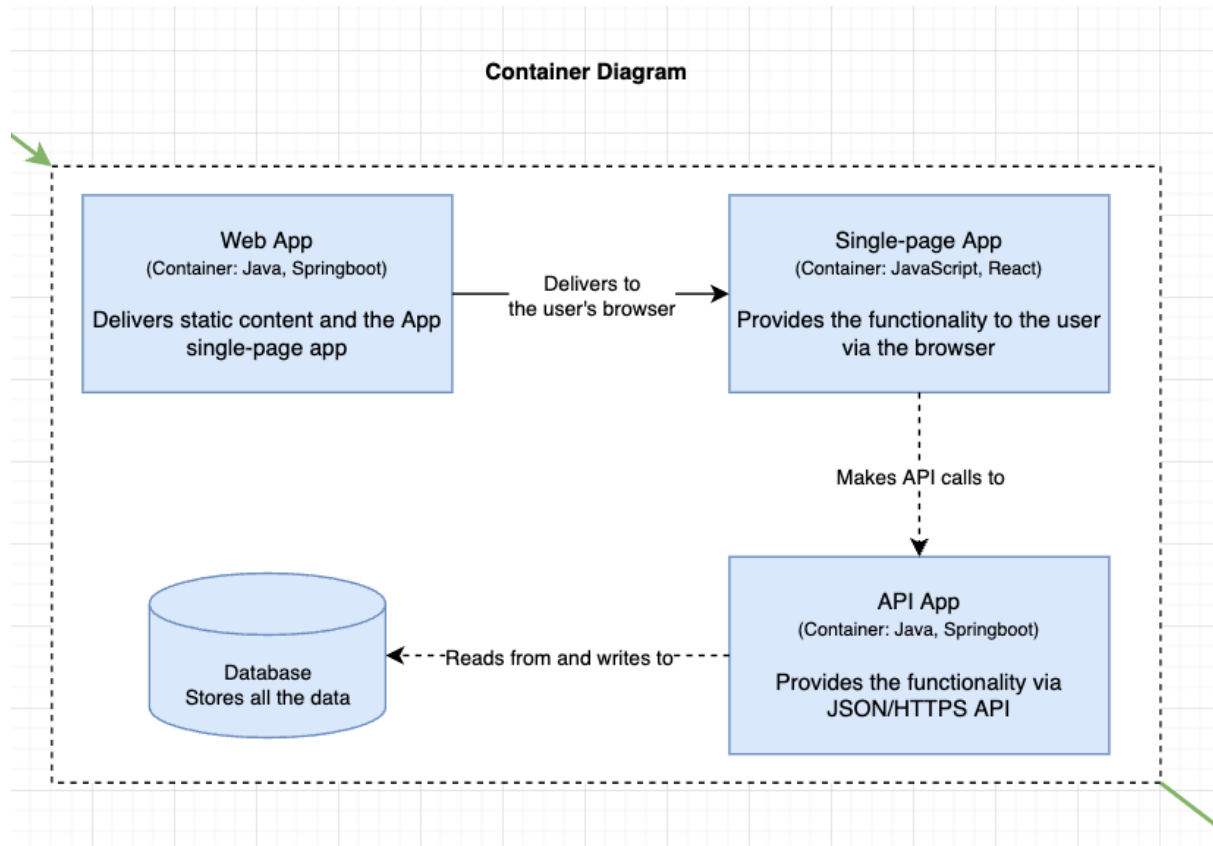 Container Diagram
Web App
(Container: Java, Springboot)
Delivers static content and the App
single-page app
Delivers to
the user's browser
Single-page App
(Container: JavaScript, React)
Provides the functionality to the user
via the browser
Makes API calls to
API App
(Container: Java, Springboot)
Provides the functionality via
JSON/HTTPS API
Reads from and writes to
Database
Stores all the data